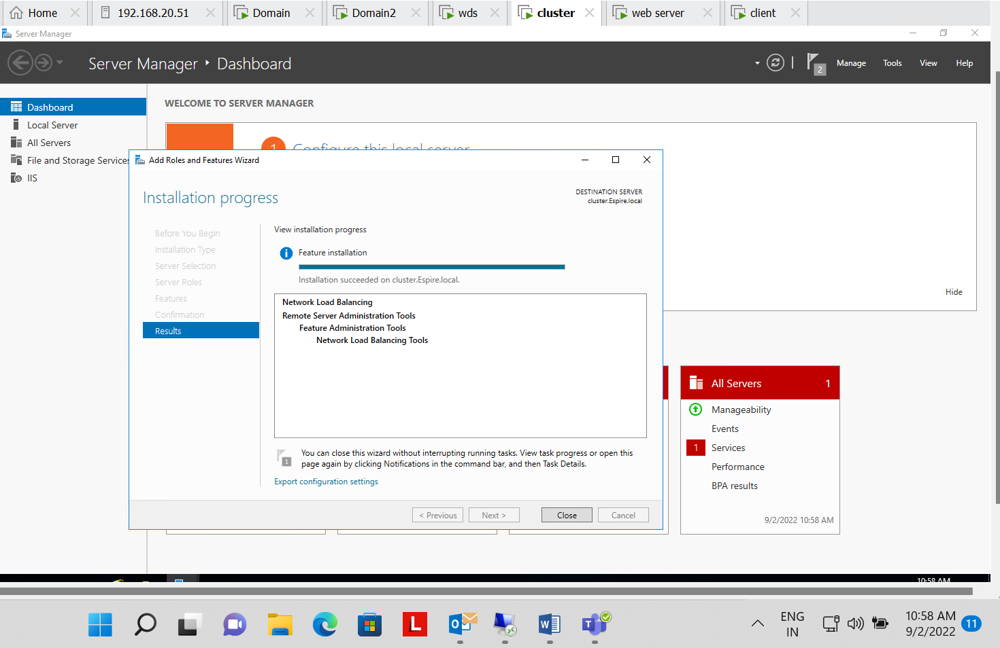 Home
192.168.20.51
Domain
Domain2
wds
cluster
web server
client
Server Manager
Server Manager • Dashboard
2
Manage
Tools
View
Help
Dashboard
Local Server
All Servers
File and Storage Services
IIS
WELCOME TO SERVER MANAGER
1 Configure this local server
Hide
Add Roles and Features Wizard
Installation progress
DESTINATION SERVER
cluster.Espire.local
Before You Begin
Installation Type
Server Selection
Server Roles
Features
Confirmation
Results
View installation progress
Feature installation
Installation succeeded on cluster.Espire.local.
Network Load Balancing
Remote Server Administration Tools
Feature Administration Tools
Network Load Balancing Tools
1
You can close this wizard without interrupting running tasks. View task progress or open this
page again by clicking Notifications in the command bar, and then Task Details.
Export configuration settings
< Previous
Next >
Close
Cancel
All Servers 1
Manageability
Events
1 Services
Performance
BPA results
9/2/2022 10:58 AM
10:58 AM
L
ENG
IN
10:58 AM
9/2/2022
11